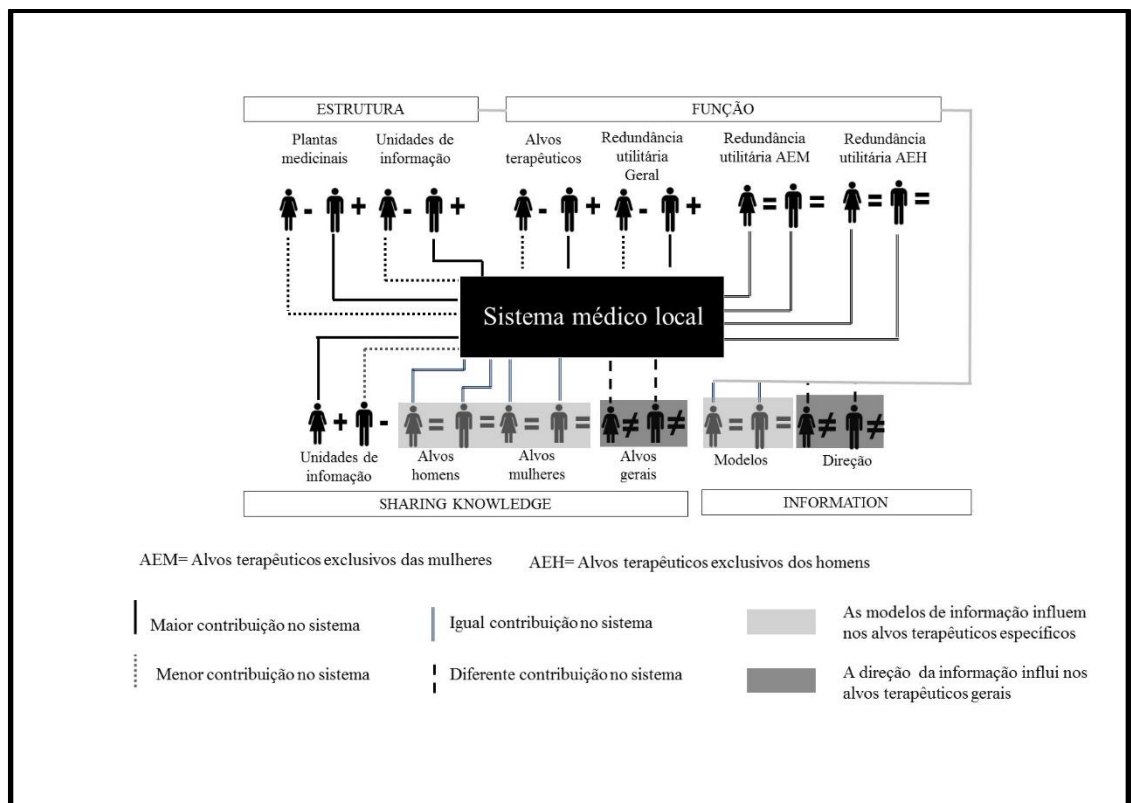 ESTRUTURA
FUNÇÃO
Plantas
medicinais
Unidades de
informação
Alvos
terapêuticos
Redundância
utilitária
Geral
Redundância
utilitária AEM
Redundância
utilitária AEH
- + - + - + - + = = = =
Sistema médico local
+ - = = = = ≠ ≠ = = ≠ ≠
Unidades de
infomação
Alvos
homens
Alvos
mulheres
Alvos
gerais
Modelos
Direção
SHARING KNOWLEDGE
INFORMATION
AEM= Alvos terapêuticos exclusivos das mulheres
AEH= Alvos terapêuticos exclusivos dos homens
Maior contribuição no sistema
Igual contribuição no sistema
As modelos de informação influem
nos alvos terapêuticos específicos
Menor contribuição no sistema
Diferente contribuição no sistema
A direção da informação influi nos
alvos terapêuticos gerais